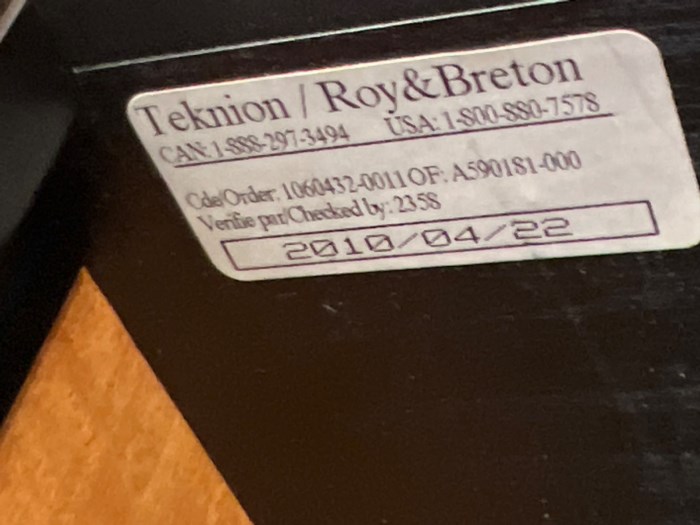 Teknion / Roy&Breton
CAN: 1-888-297-3494 USA: 1-800-880-7578
Cde/Order: 1060432-0011 OF: A590181-000
Verifie par/Checked by: 2358
2010/04/22